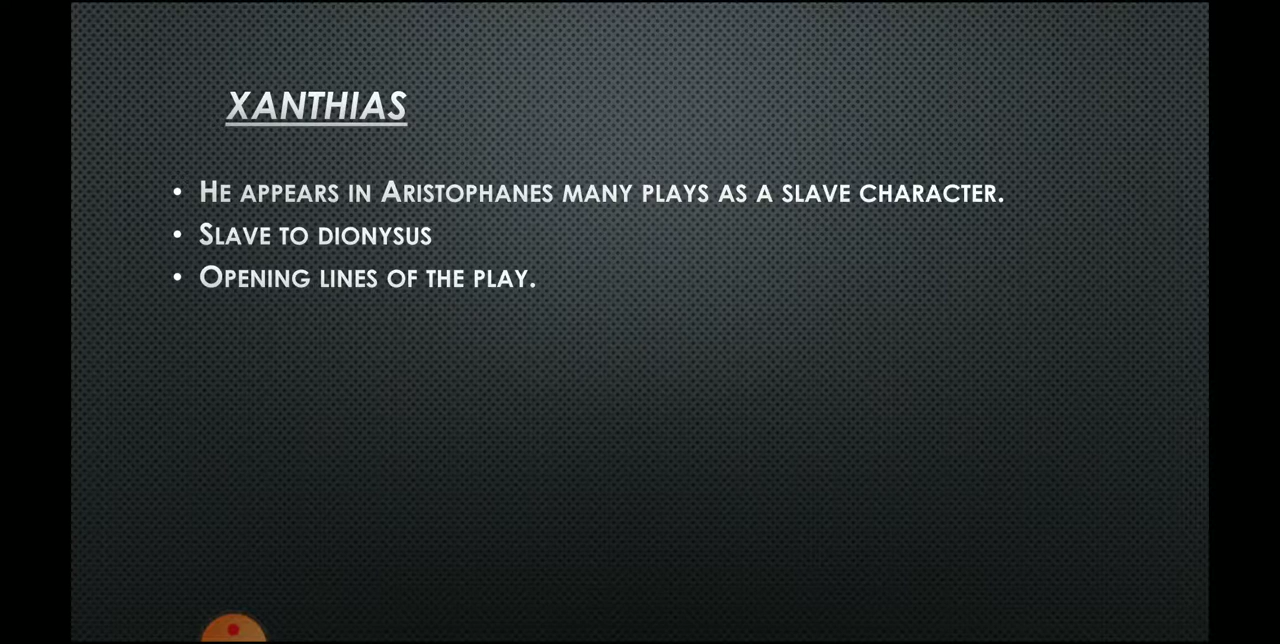 XANTHIAS
• HE APPEARS IN ARISTOPHANES MANY PLAYS AS A SLAVE CHARACTER.
• SLAVE TO DIONYSUS
• OPENING LINES OF THE PLAY.